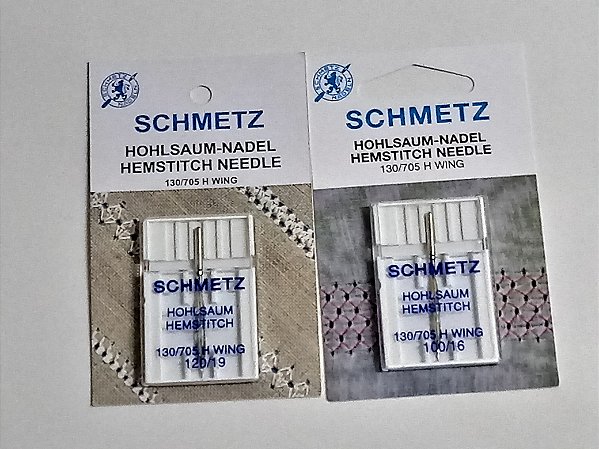 SCHMETZ
HOHLSAUM-NADEL
HEMSTITCH NEEDLE
130/705 H WING
SCHMETZ
HOHLSAUM
HEMSTITCH
130/705 H WING
120/19
SCHMETZ
HOHLSAUM-NADEL
HEMSTITCH NEEDLE
130/705 H WING
SCHMETZ
HOHLSAUM
HEMSTITCH
130/705 H WING
100/16